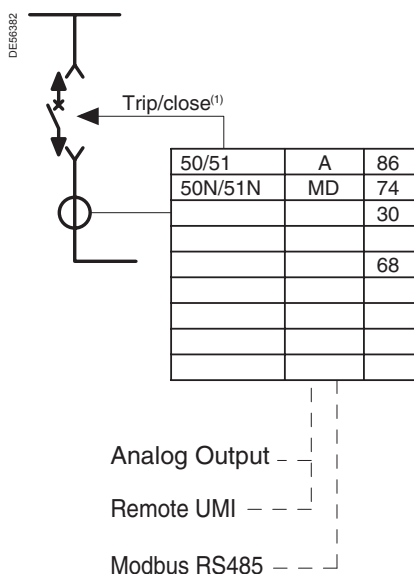 DE56382
Trip/close(1)
50/51 A 86
50N/51N MD 74
30
68
Analog Output
Remote UMI
Modbus RS485